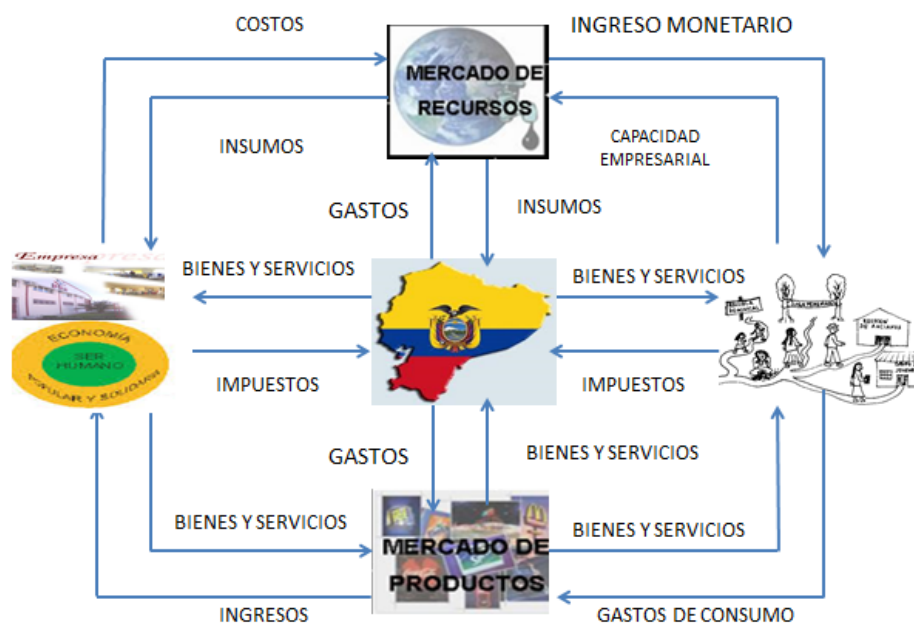 COSTOS
INGRESO MONETARIO
MERCADO DE
RECURSOS
INSUMOS
CAPACIDAD
EMPRESARIAL
GASTOS
INSUMOS
Empresa
BIENES Y SERVICIOS
BIENES Y SERVICIOS
ECONOMÍA
SER
HUMANO
POPULAR Y SOLIDARIA
IMPUESTOS
IMPUESTOS
GASTOS
BIENES Y SERVICIOS
BIENES Y SERVICIOS
MERCADO DE
PRODUCTOS
BIENES Y SERVICIOS
INGRESOS
GASTOS DE CONSUMO